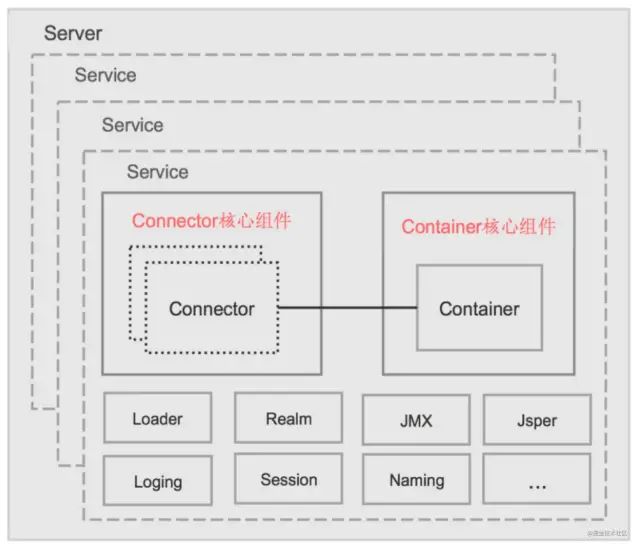 Server
Service
Service
Service
Connector核心组件
Container核心组件
Connector
Container
Loader
Realm
JMX
Jsper
Loging
Session
Naming
...
@掘金技术社区